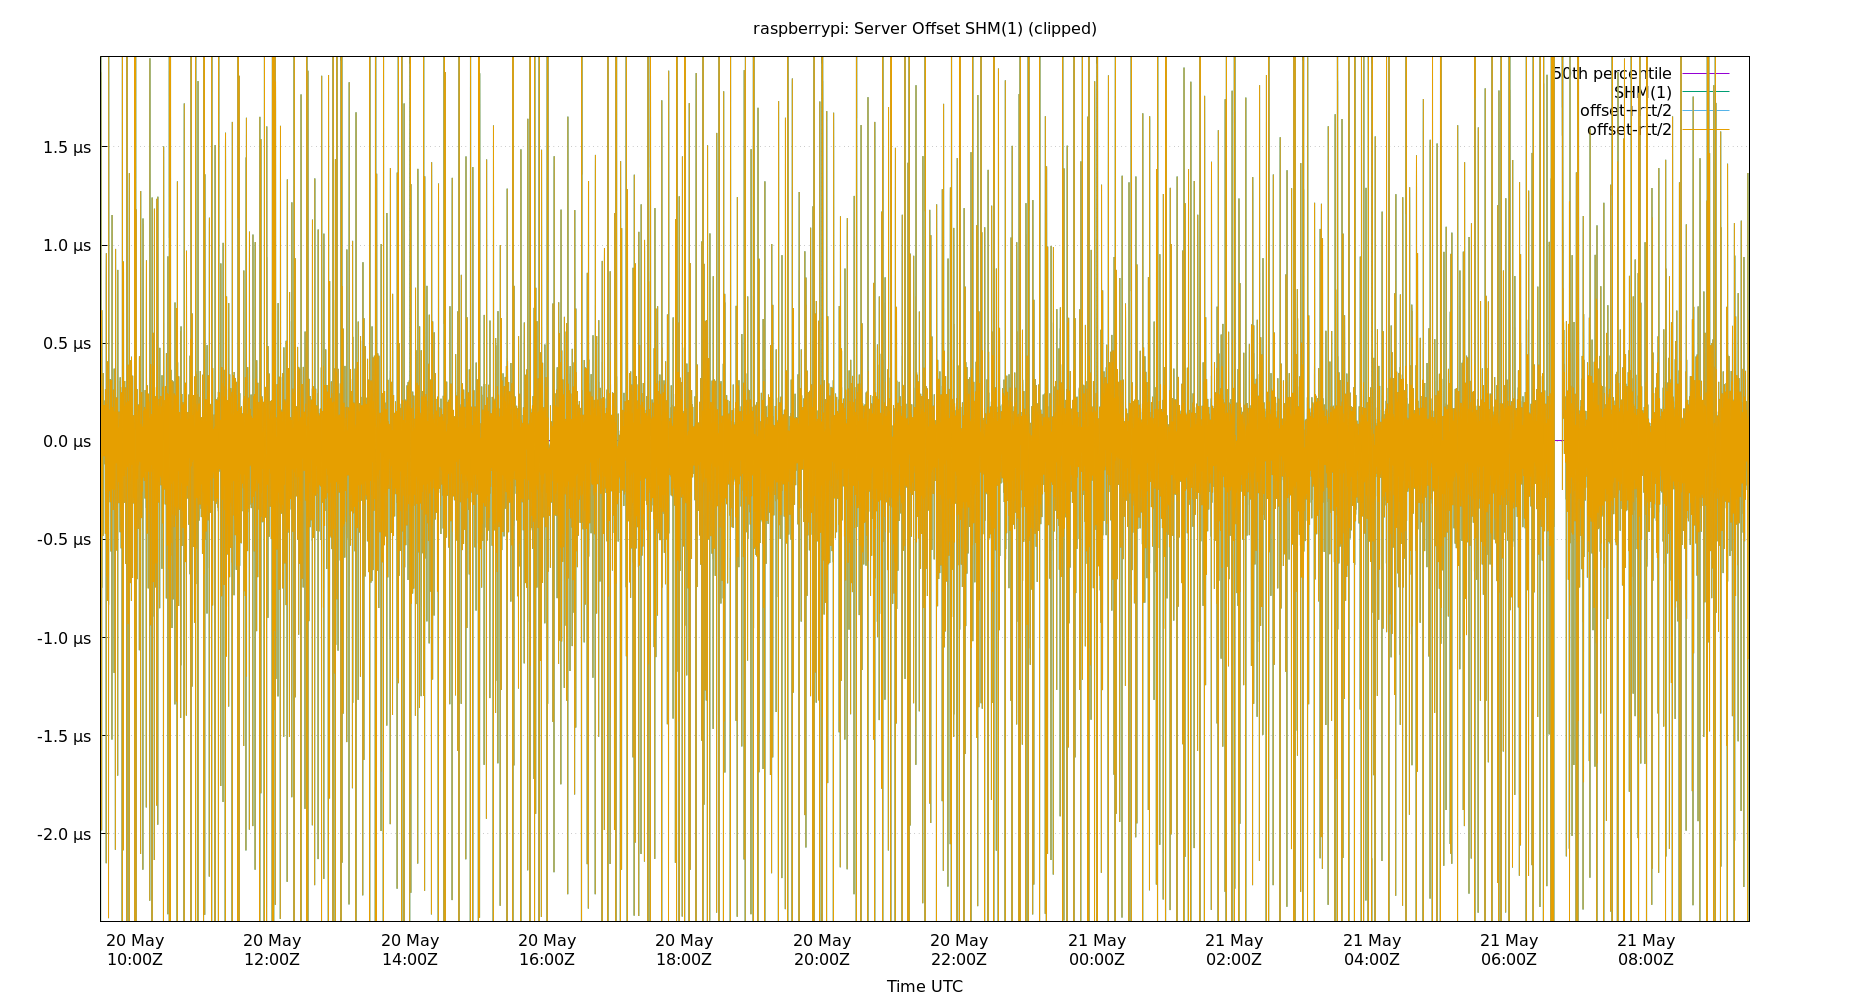 raspberrypi: Server Offset SHM(1) (clipped)
50th percentile
SHM(1)
offset+rtt/2
offset-rtt/2
1.5 µs
1.0 µs
0.5 µs
0.0 µs
-0.5 µs
-1.0 µs
-1.5 µs
-2.0 µs
20 May 20 May 20 May 20 May 20 May 20 May 20 May 21 May 21 May 21 May 21 May 21 May
10:00Z 12:00Z 14:00Z 16:00Z 18:00Z 20:00Z 22:00Z 00:00Z 02:00Z 04:00Z 06:00Z 08:00Z
Time UTC